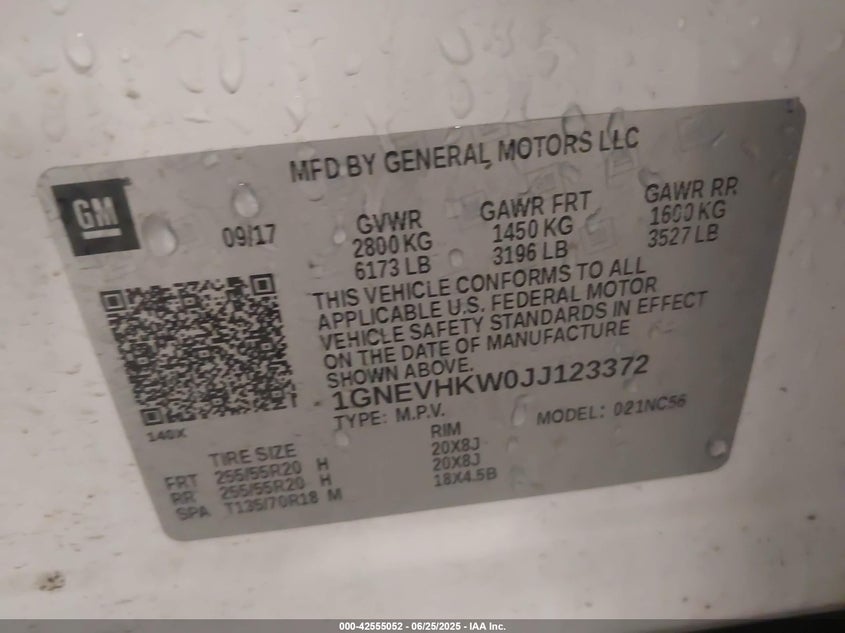 MFD BY GENERAL MOTORS LLC
GM
09/17
GVWR
2800 KG
6173 LB
GAWR FRT
1450 KG
3196 LB
GAWR RR
1600 KG
3527 LB
THIS VEHICLE CONFORMS TO ALL
APPLICABLE U.S. FEDERAL MOTOR
VEHICLE SAFETY STANDARDS IN EFFECT
ON THE DATE OF MANUFACTURE
SHOWN ABOVE.
1GNEVHKW0JJ123372
TYPE: M.P.V.
MODEL: 021NC56
140X
TIRE SIZE
RIM
FRT 255/55R20 H 20X8J
RR 255/55R20 H 20X8J
SPA T135/70R18 M 18X4.5B
000-42555052 - 06/25/2025 - IAA Inc.